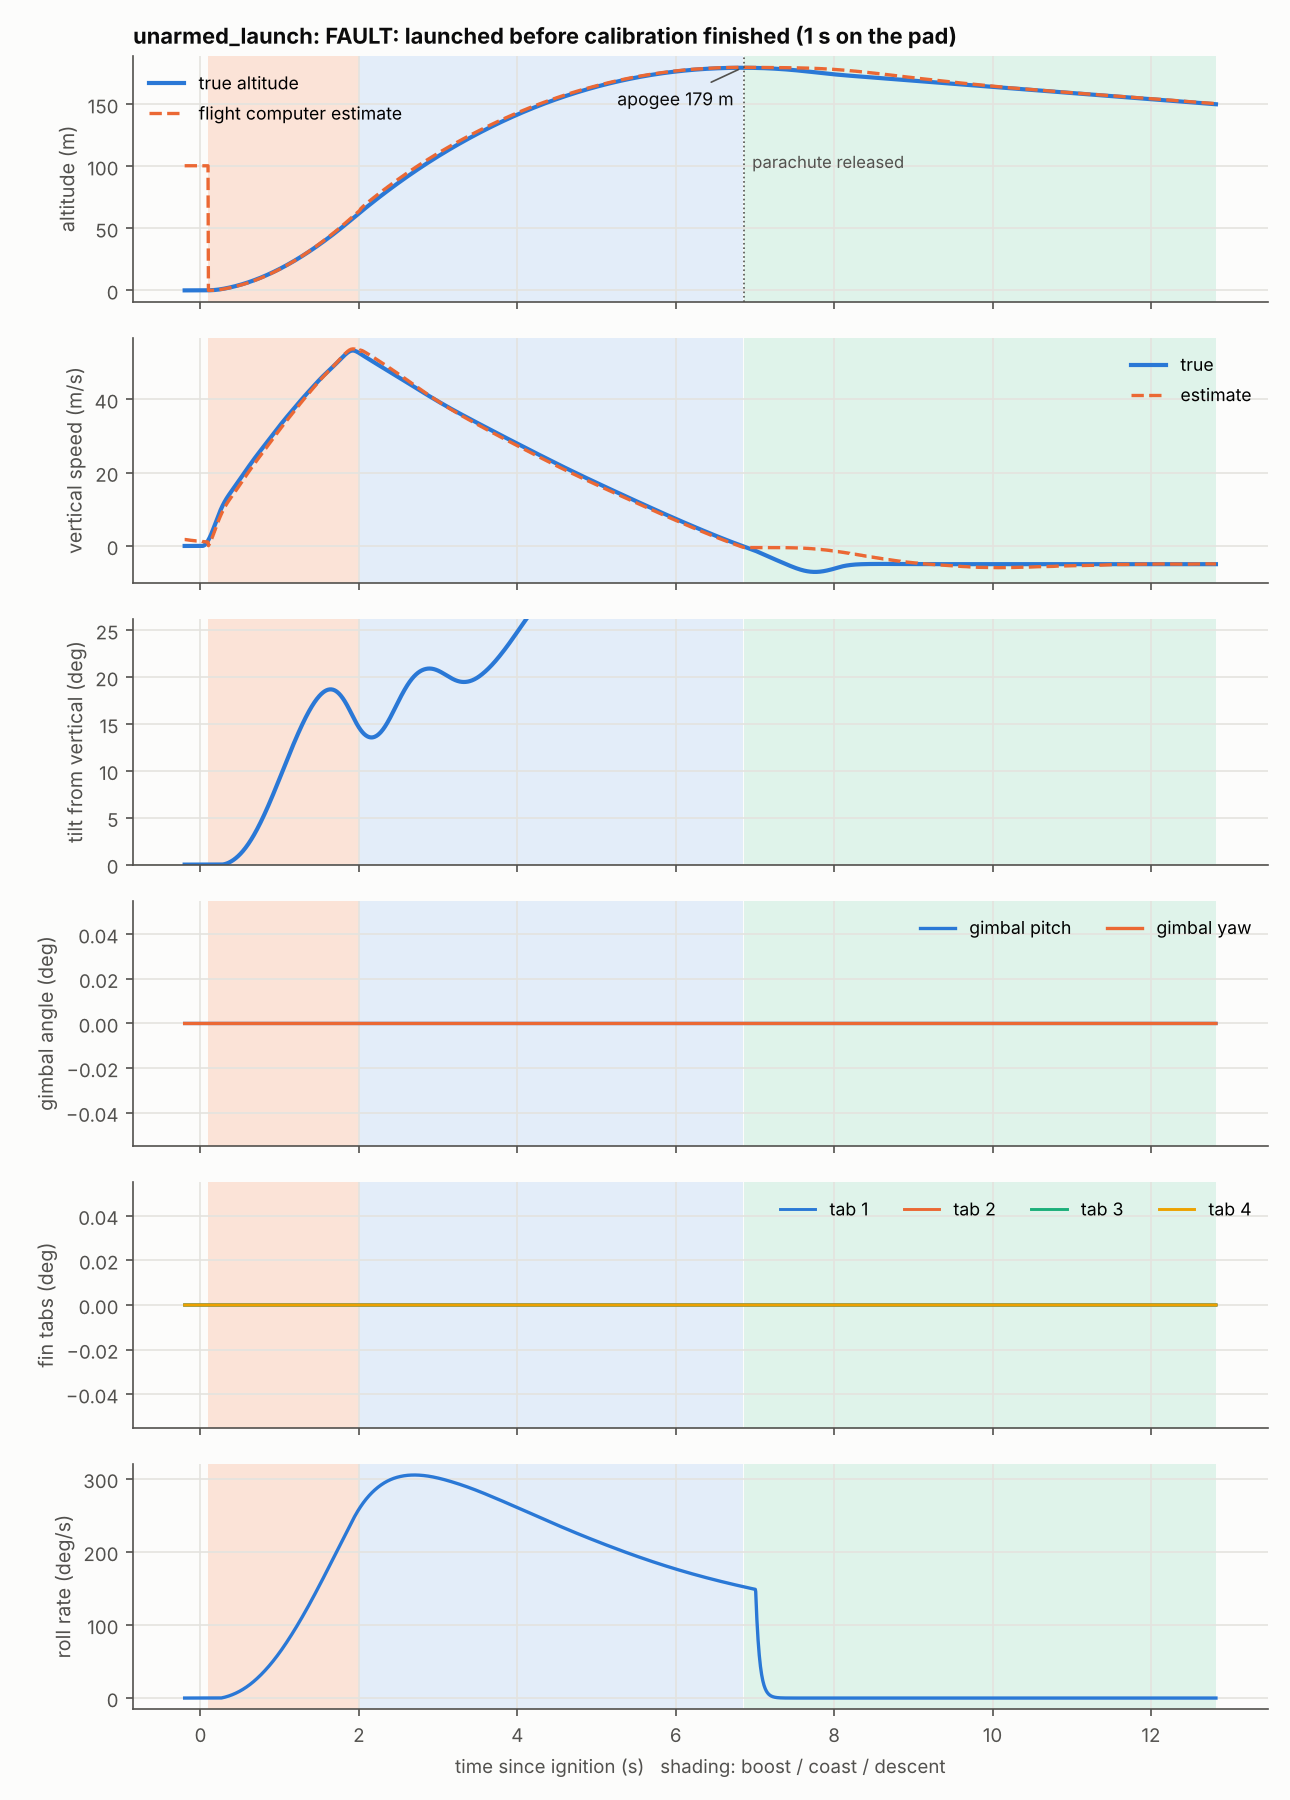 unarmed_launch: FAULT: launched before calibration finished (1 s on the pad)
true altitude
flight computer estimate
apogee 179 m
parachute released
altitude (m)
150
100
50
0
true
estimate
vertical speed (m/s)
40
20
0
tilt from vertical (deg)
25
20
15
10
5
0
gimbal pitch gimbal yaw
gimbal angle (deg)
0.04
0.02
0.00
−0.02
−0.04
tab 1 tab 2 tab 3 tab 4
fin tabs (deg)
0.04
0.02
0.00
−0.02
−0.04
roll rate (deg/s)
300
200
100
0
0 2 4 6 8 10 12
time since ignition (s) shading: boost / coast / descent